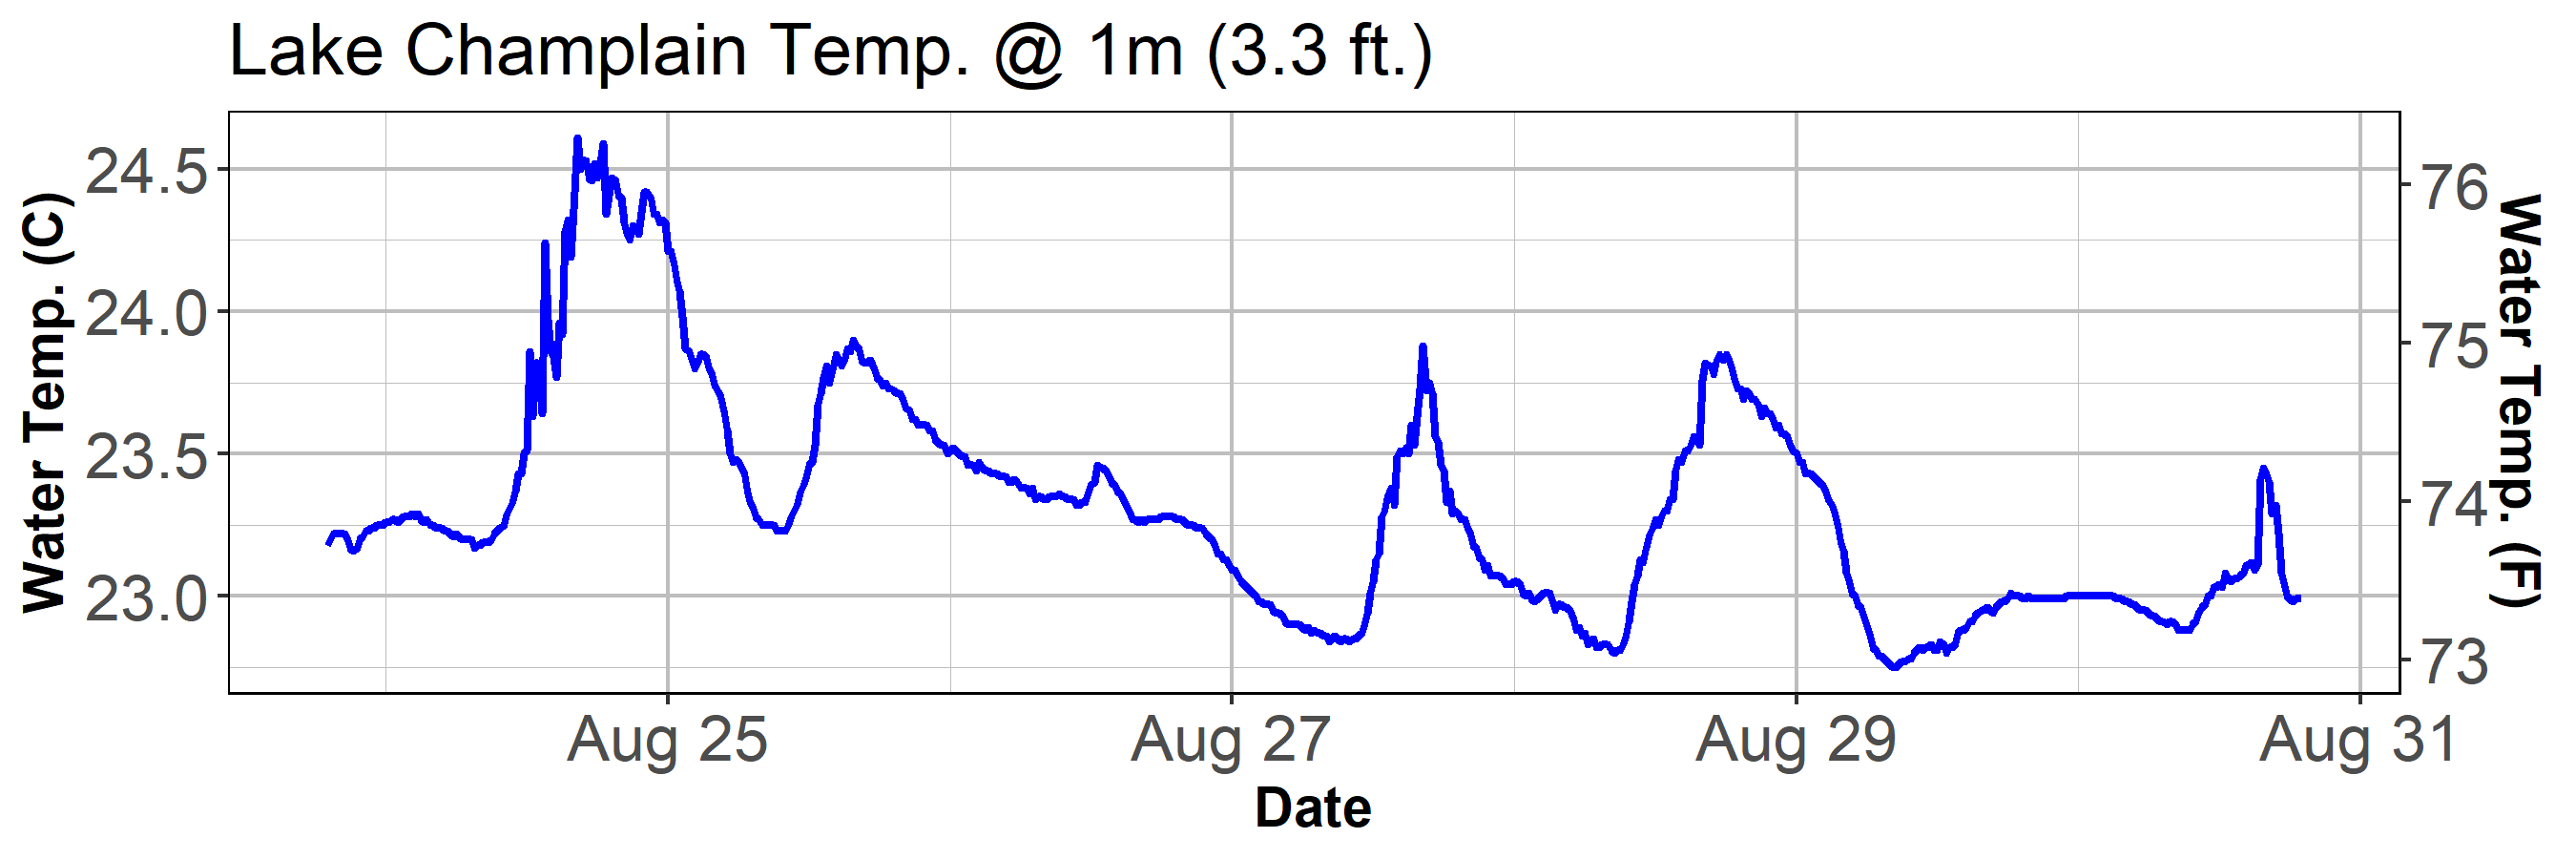 Lake Champlain Temp. @ 1m (3.3 ft.)
Water Temp. (C)
24.5
24.0
23.5
23.0
76
75
74
73
Water Temp. (F)
Aug 25 Aug 27 Aug 29 Aug 31
Date